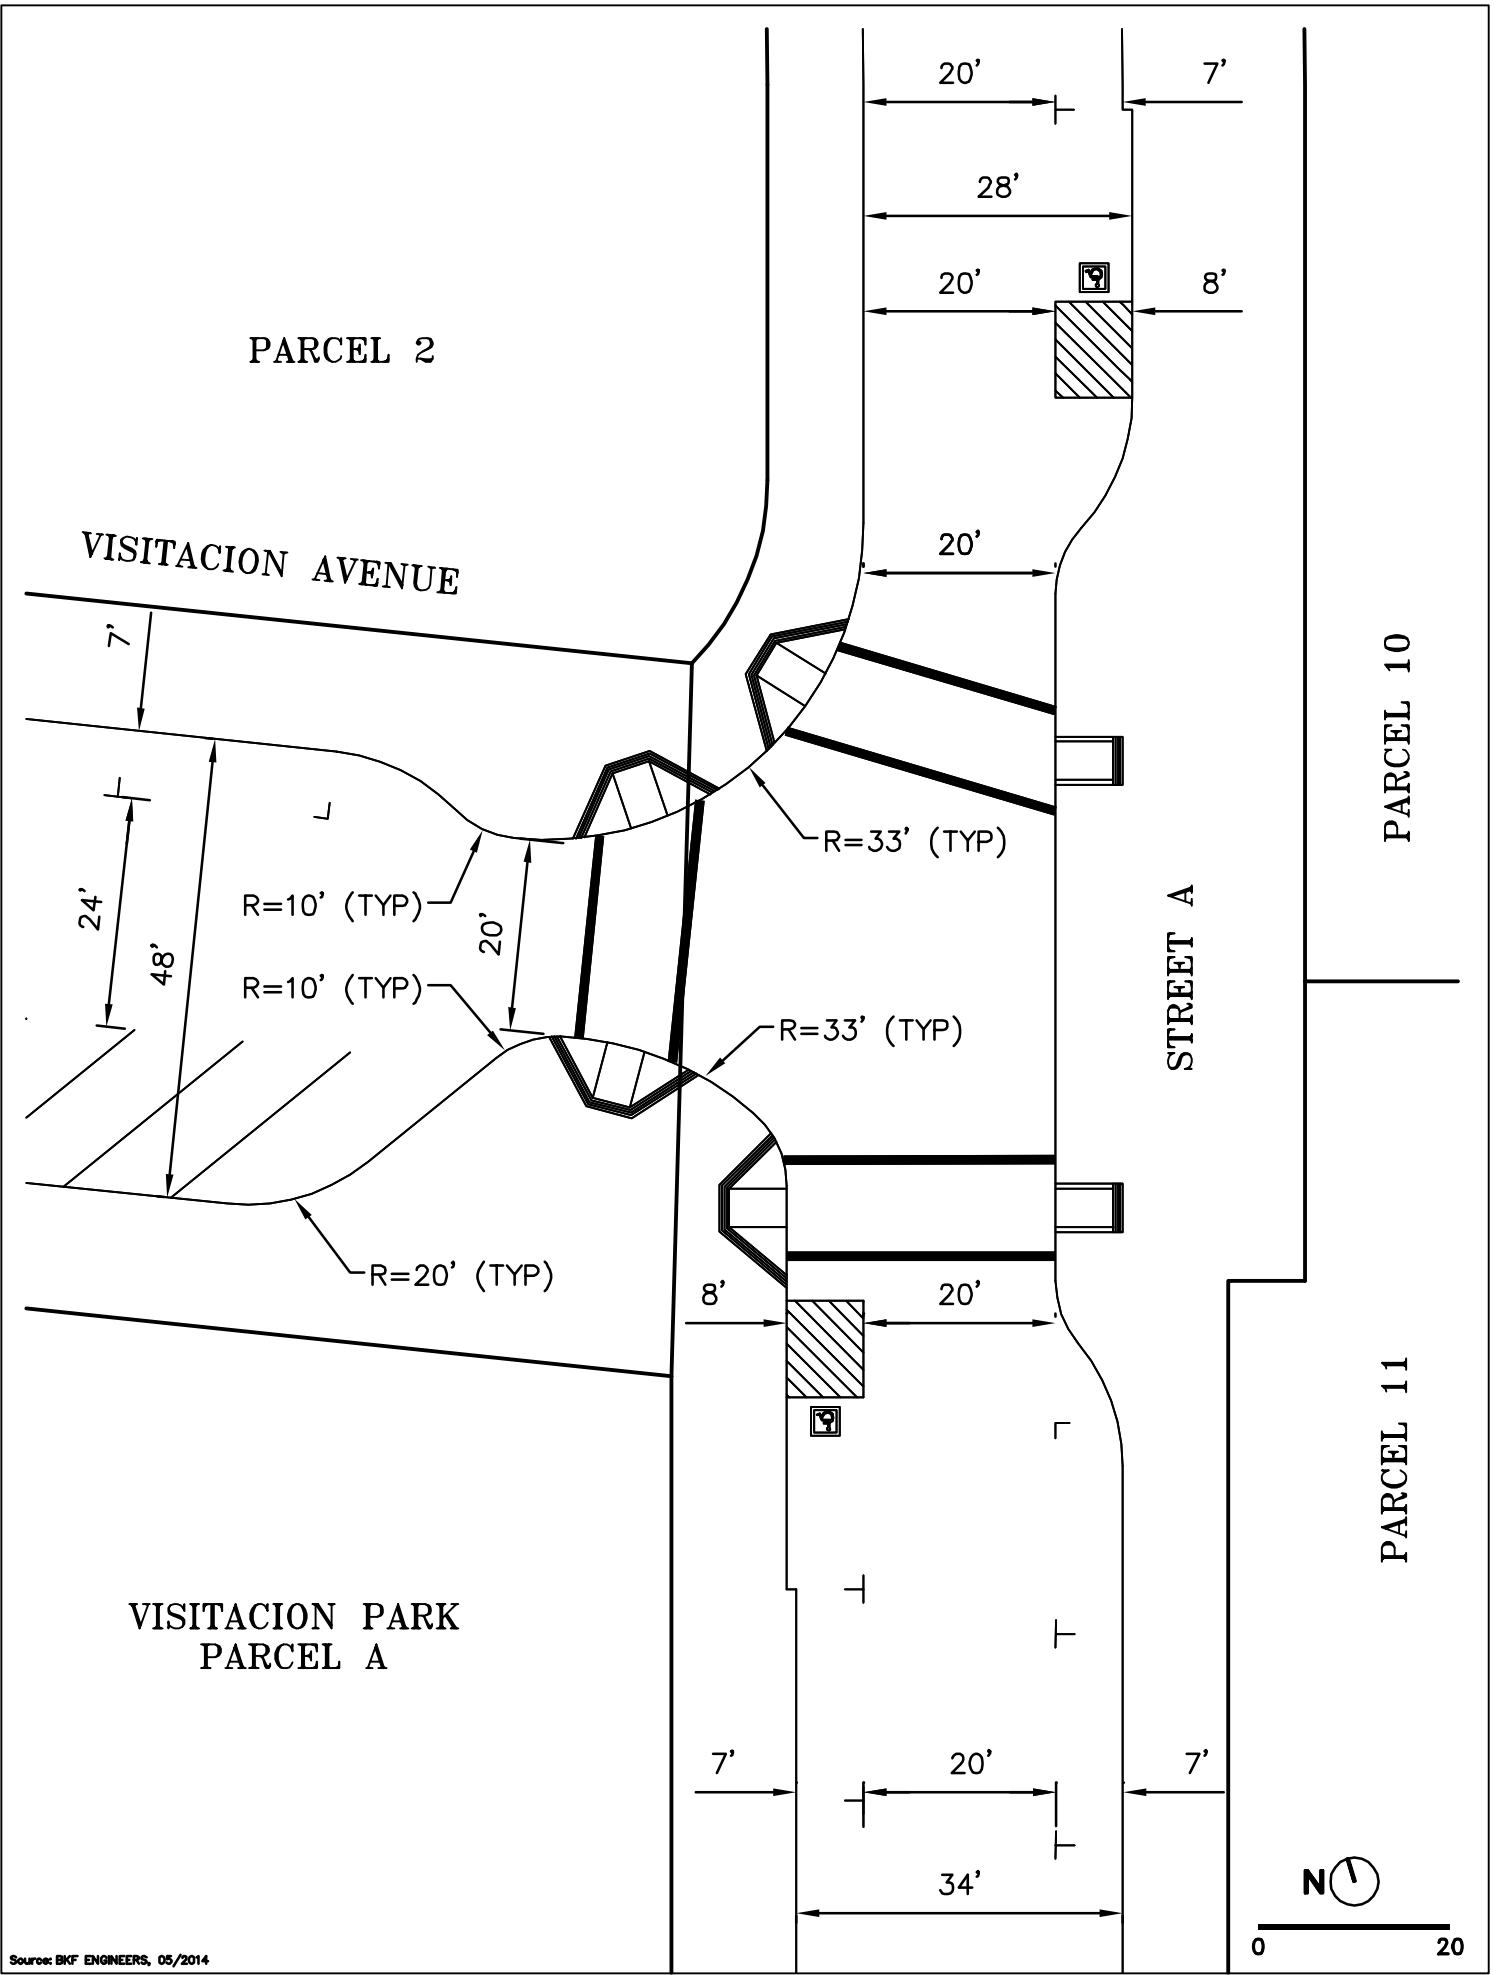 20’ 7’
28’
20’ 8’
PARCEL 2
VISITACION AVENUE
20’
7’
PARCEL 10
R=33’ (TYP)
24’
R=10’ (TYP)
20’
48’
STREET A
R=10’ (TYP)
R=33’ (TYP)
R=20’ (TYP)
8’ 20’
PARCEL 11
VISITACION PARK
PARCEL A
7’ 20’ 7’
34’
N
0 20
Source: BKF ENGINEERS, 05/2014